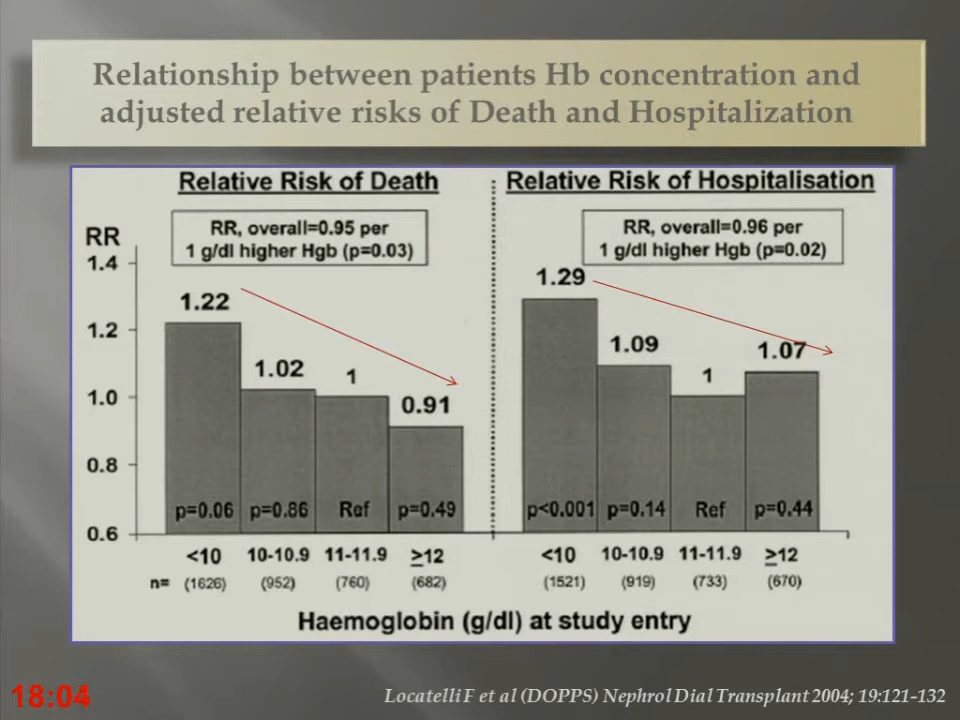 Relationship between patients Hb concentration and
adjusted relative risks of Death and Hospitalization
Relative Risk of Death
RR, overall=0.95 per
1 g/dl higher Hgb (p=0.03)
RR
1.4
1.2
1.0
0.8
0.6
1.22
1.02
1
0.91
p=0.06 p=0.86 Ref p=0.49
<10 10-10.9 11-11.9 ≥12
n= (1626) (952) (760) (682)
Relative Risk of Hospitalisation
RR, overall=0.96 per
1 g/dl higher Hgb (p=0.02)
1.29
1.09
1
1.07
p<0.001 p=0.14 Ref p=0.44
<10 10-10.9 11-11.9 ≥12
(1521) (919) (733) (670)
Haemoglobin (g/dl) at study entry
18:04
Locatelli F et al (DOPPS) Nephrol Dial Transplant 2004; 19:121-132